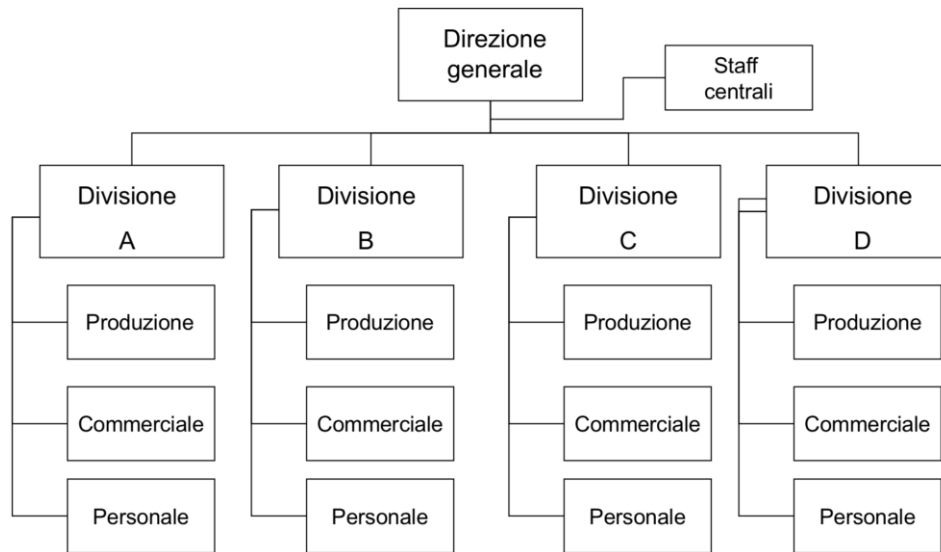 Direzione
generale
Staff
centrali
Divisione
A
Divisione
B
Divisione
C
Divisione
D
Produzione
Produzione
Produzione
Produzione
Commerciale
Commerciale
Commerciale
Commerciale
Personale
Personale
Personale
Personale